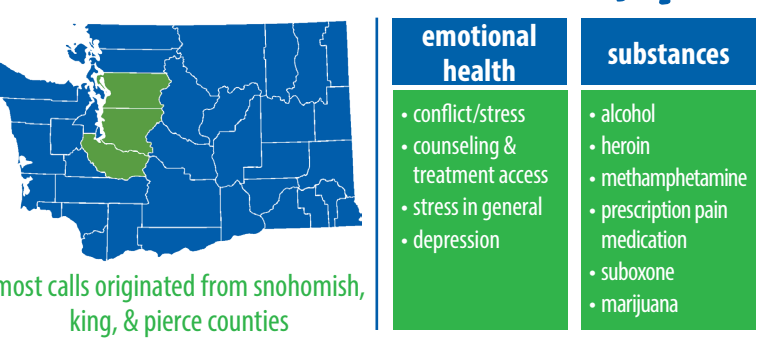 most calls originated from snohomish,
king, & pierce counties
emotional
health
• conflict/stress
• counseling &
treatment access
• stress in general
• depression
substances
• alcohol
• heroin
• methamphetamine
• prescription pain
medication
• suboxone
• marijuana